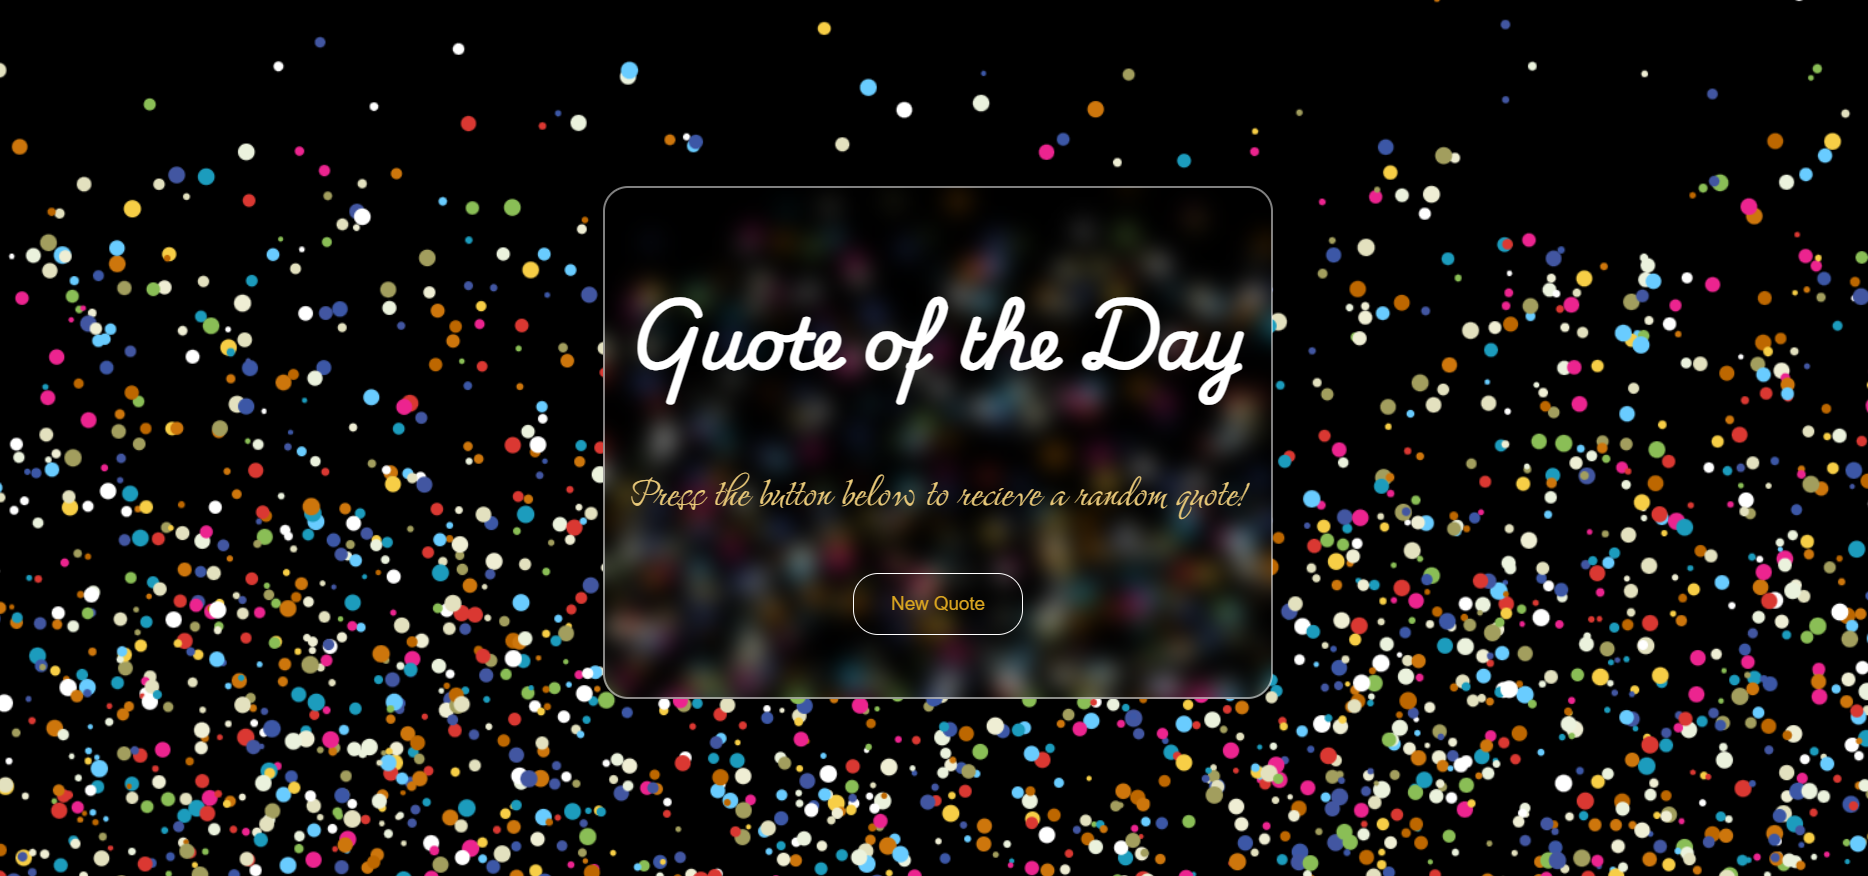 Quote of the Day
Press the button below to recieve a random quote!
New Quote